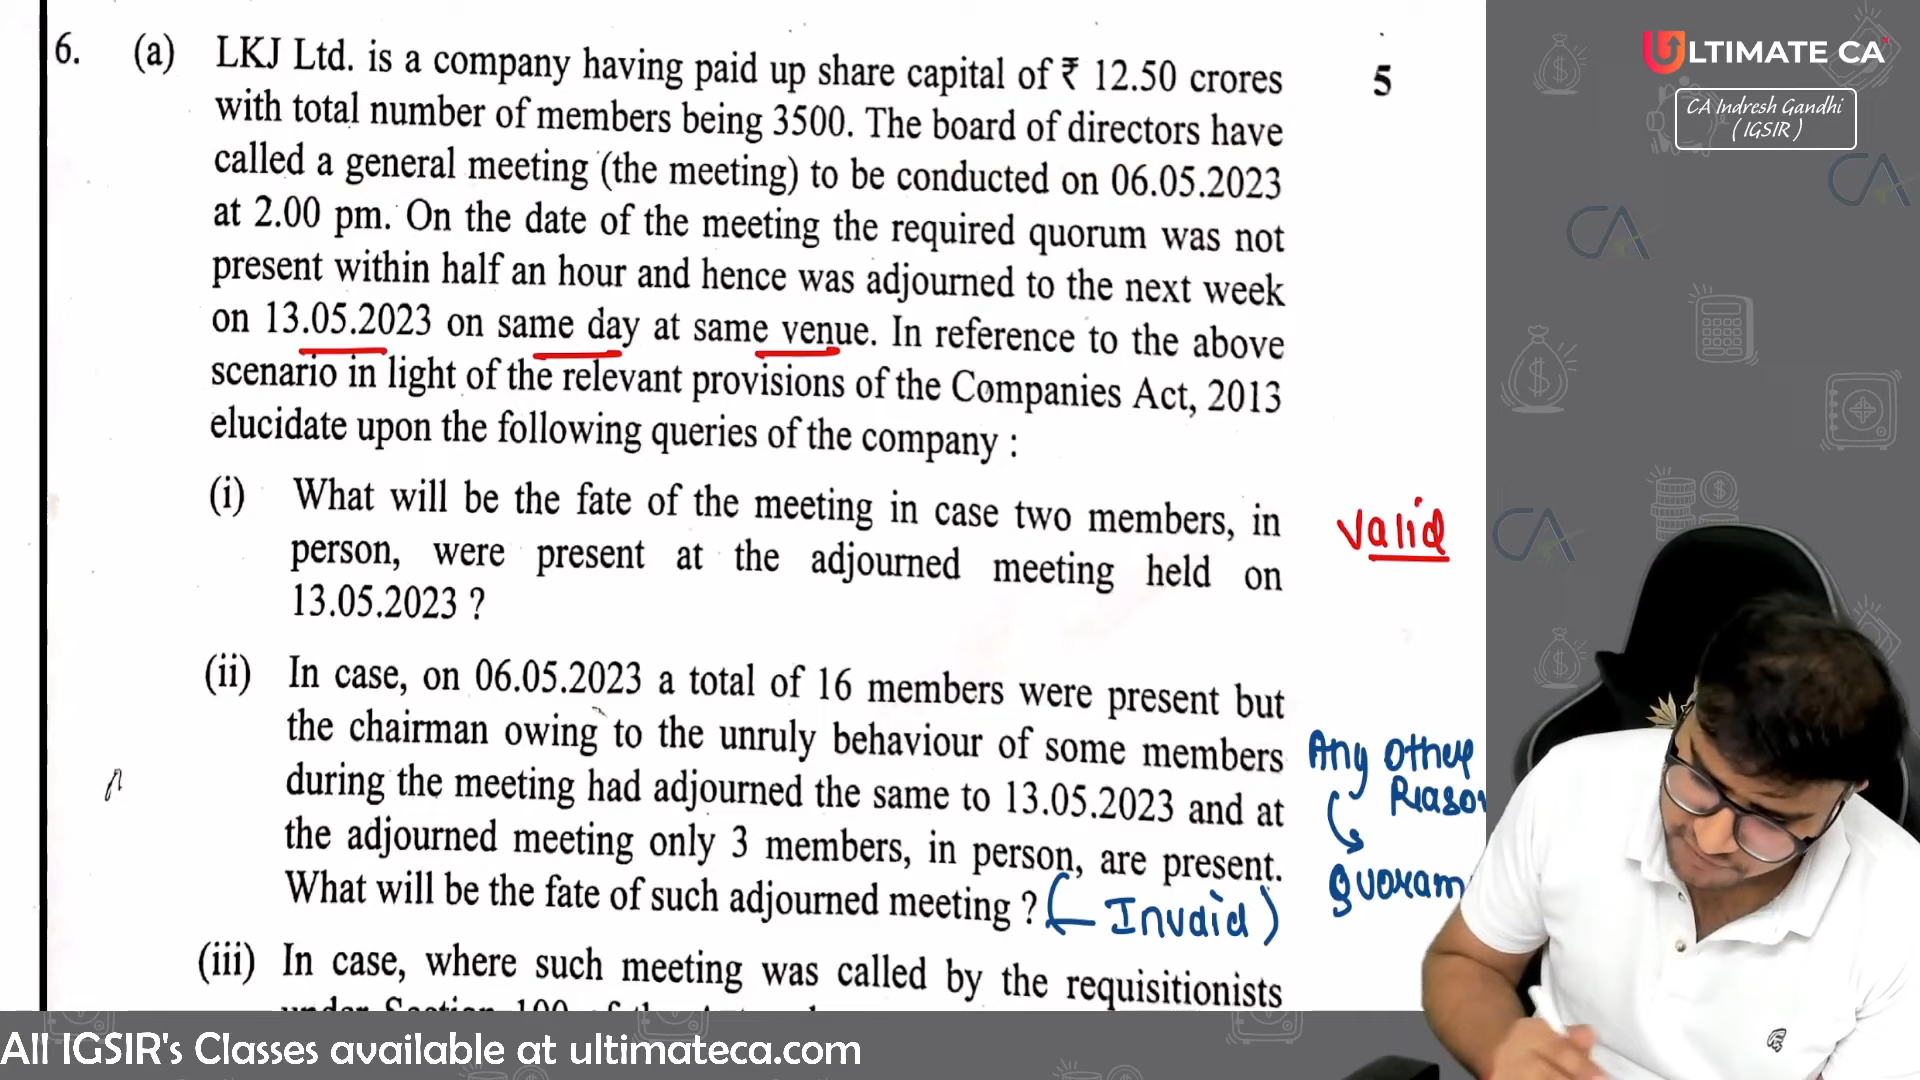 6. (a) LKJ Ltd. is a company having paid up share capital of ₹ 12.50 crores 5
with total number of members being 3500. The board of directors have
called a general meeting (the meeting) to be conducted on 06.05.2023
at 2.00 pm. On the date of the meeting the required quorum was not
present within half an hour and hence was adjourned to the next week
on 13.05.2023 on same day at same venue. In reference to the above
scenario in light of the relevant provisions of the Companies Act, 2013
elucidate upon the following queries of the company :
(i) What will be the fate of the meeting in case two members, in
person, were present at the adjourned meeting held on
13.05.2023 ?
Valid
(ii) In case, on 06.05.2023 a total of 16 members were present but
the chairman owing to the unruly behaviour of some members
during the meeting had adjourned the same to 13.05.2023 and at
the adjourned meeting only 3 members, in person, are present.
What will be the fate of such adjourned meeting ? (Invaid)
Any other
Reason
quoram
(iii) In case, where such meeting was called by the requisitionists
under Section 100 of the
ULTIMATE CA
CA Indresh Gandhi
( IGSIR )
CA
CA
CA
All IGSIR's Classes available at ultimateca.com